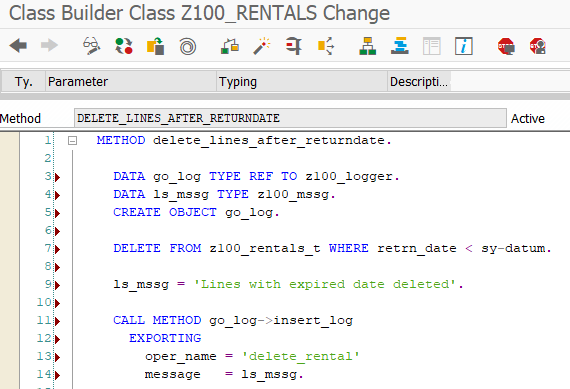 Class Builder Class Z100_RENTALS Change
Ty. Parameter Typing Descripti...
Method DELETE_LINES_AFTER_RETURNDATE Active
1 METHOD delete_lines_after_returndate.
2
3 DATA go_log TYPE REF TO z100_logger.
4 DATA ls_mssg TYPE z100_mssg.
5 CREATE OBJECT go_log.
6
7 DELETE FROM z100_rentals_t WHERE retrn_date < sy-datum.
8
9 ls_mssg = 'Lines with expired date deleted'.
10
11 CALL METHOD go_log->insert_log
12 EXPORTING
13 oper_name = 'delete_rental'
14 message = ls_mssg.